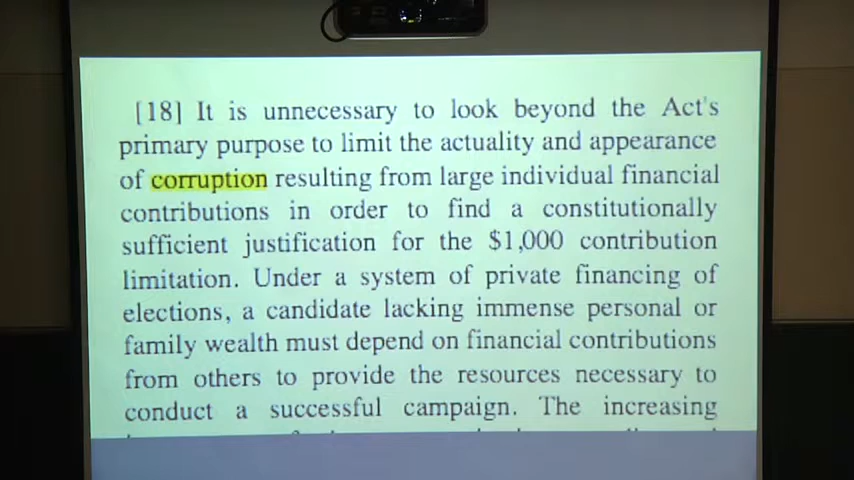 [18] It is unnecessary to look beyond the Act's
primary purpose to limit the actuality and appearance
of corruption resulting from large individual financial
contributions in order to find a constitutionally
sufficient justification for the $1,000 contribution
limitation. Under a system of private financing of
elections, a candidate lacking immense personal or
family wealth must depend on financial contributions
from others to provide the resources necessary to
conduct a successful campaign. The increasing